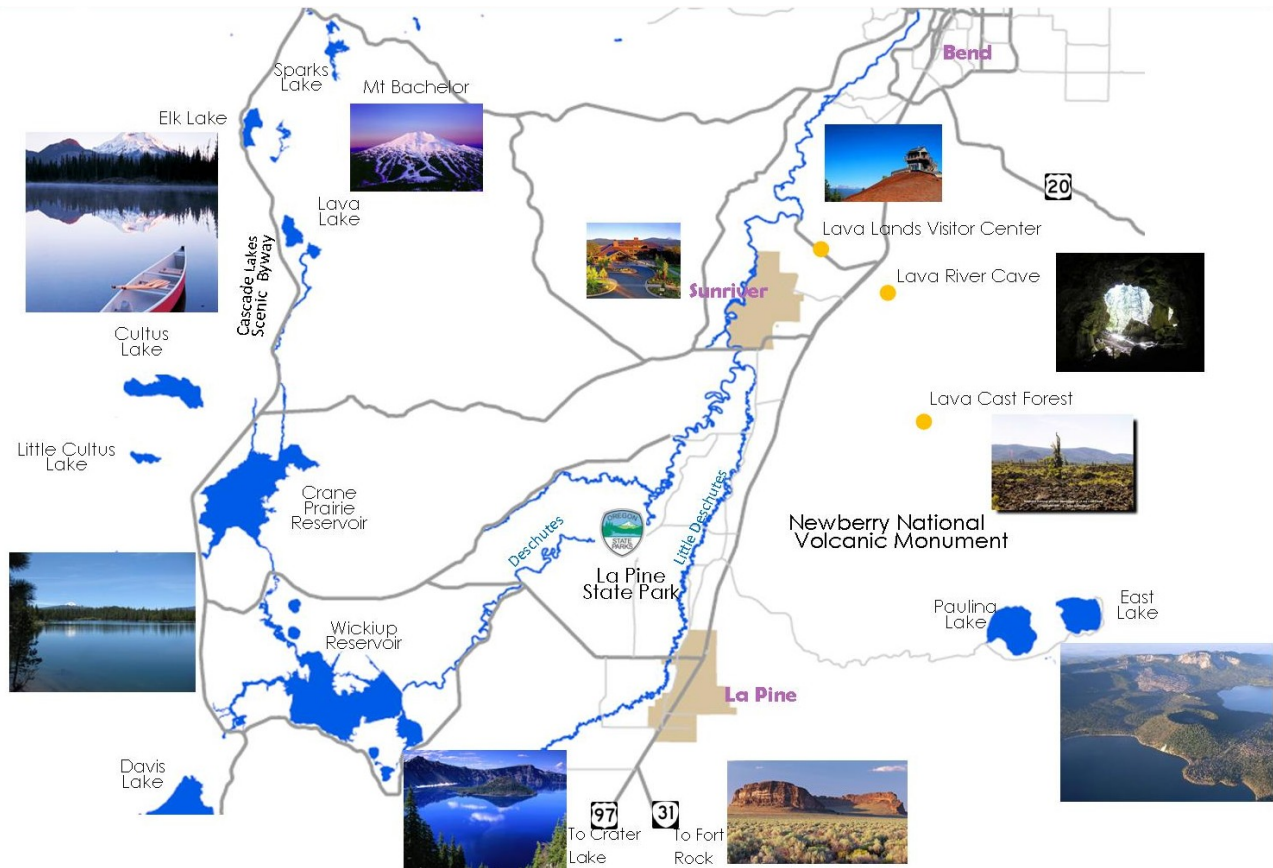 Bend
Sparks
Lake
Mt Bachelor
Elk Lake
20
Lava
Lake
Lava Lands Visitor Center
Cascade Lakes
Scenic Byway
Lava River Cave
Sunriver
Cultus
Lake
Lava Cast Forest
Little Cultus
Lake
Crane
Prairie
Reservoir
Deschutes
Little Deschutes
OREGON
STATE
PARKS
Newberry National
Volcanic Monument
La Pine
State Park
Paulina
Lake
East
Lake
Wickiup
Reservoir
La Pine
Davis
Lake
97
31
To Crater
Lake
To Fort
Rock